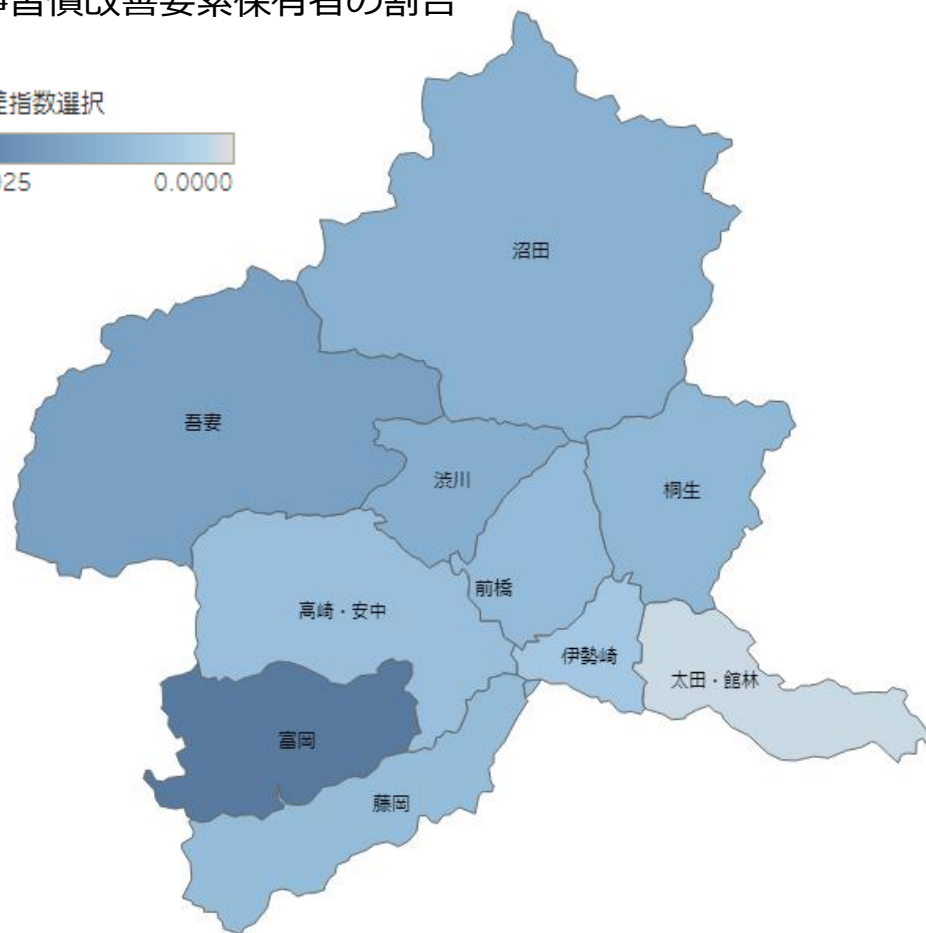 習慣改善要素保有者の割合
指数選択
025
0.0000
沼田
吾妻
渋川
桐生
前橋
高崎・安中
伊勢崎
太田・館林
富岡
藤岡